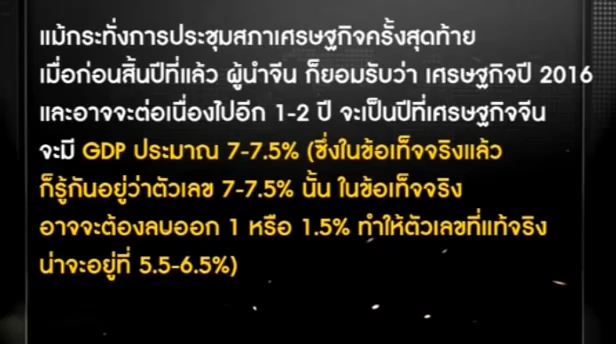 แม้กระทั่งการประชุมสภาเศรษฐกิจครั้งสุดท้าย
เมื่อก่อนสิ้นปีที่แล้ว ผู้นำจีน ก็ยอมรับว่า เศรษฐกิจปี 2016
และอาจจะต่อเนื่องไปอีก 1-2 ปี จะเป็นปีที่เศรษฐกิจจีน
จะมี GDP ประมาณ 7-7.5% (ซึ่งในข้อเท็จจริงแล้ว
ก็รู้กันอยู่ว่าตัวเลข 7-7.5% นั้น ในข้อเท็จจริง
อาจจะต้องลบออก 1 หรือ 1.5% ทำให้ตัวเลขที่แท้จริง
น่าจะอยู่ที่ 5.5-6.5%)